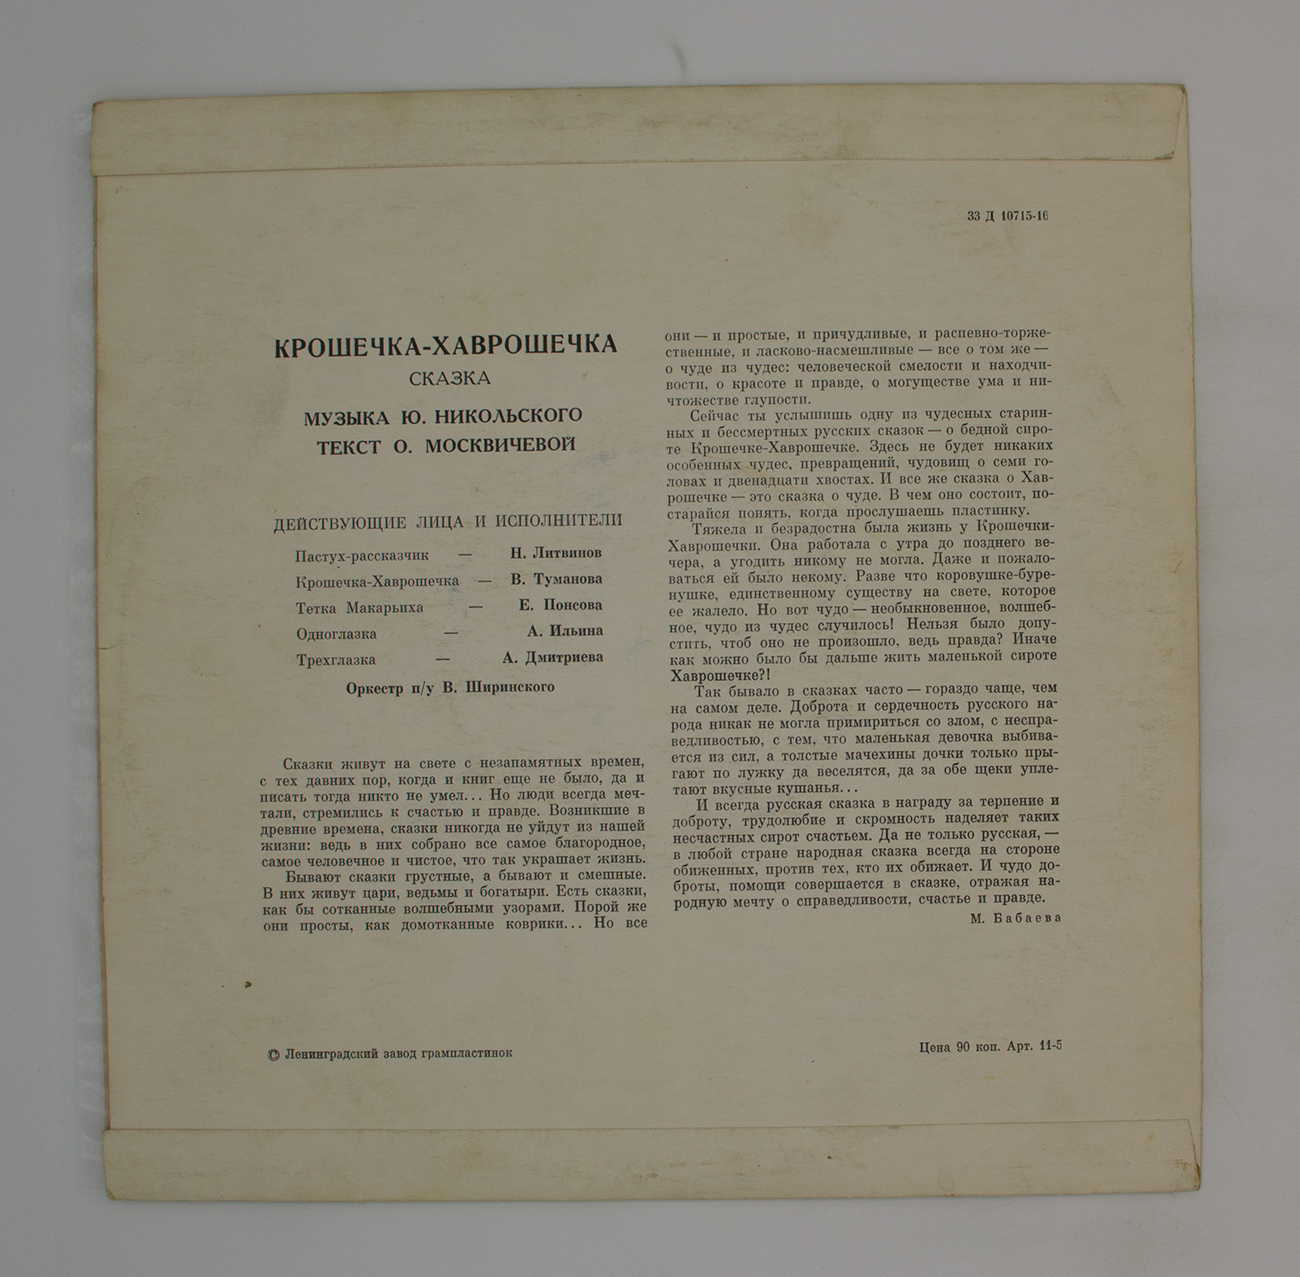 33 Д 10715-16
КРОШЕЧКА-ХАВРОШЕЧКА
СКАЗКА
МУЗЫКА Ю. НИКОЛЬСКОГО
ТЕКСТ О. МОСКВИЧЕВОЙ
ДЕЙСТВУЮЩИЕ ЛИЦА И ИСПОЛНИТЕЛИ
Пастух-рассказчик — Н. Литвинов
Крошечка-Хаврошечка — В. Туманова
Тетка Макарьиха — Е. Понсова
Одноглазка — А. Ильина
Трехглазка — А. Дмитриева
Оркестр п/у В. Ширинского
Сказки живут на свете с незапамятных времен,
с тех давних пор, когда и книг еще не было, да и
писать тогда никто не умел... Но люди всегда меч-
тали, стремились к счастью и правде. Возникшие в
древние времена, сказки никогда не уйдут из нашей
жизни: ведь в них собрано все самое благородное,
самое человечное и чистое, что так украшает жизнь.
Бывают сказки грустные, а бывают и смешные.
В них живут цари, ведьмы и богатыри. Есть сказки,
как бы сотканные волшебными узорами. Порой же
они просты, как домотканные коврики... Но все
они — и простые, и причудливые, и распевно-торже-
ственные, и ласково-насмешливые — все о том же —
о чуде из чудес: человеческой смелости и находчи-
вости, о красоте и правде, о могуществе ума и ни-
чтожестве глупости.
Сейчас ты услышишь одну из чудесных старин-
ных и бессмертных русских сказок — о бедной сиро-
те Крошечке-Хаврошечке. Здесь не будет никаких
особенных чудес, превращений, чудовищ о семи го-
ловах и двенадцати хвостах. И все же сказка о Хав-
рошечке — это сказка о чуде. В чем оно состоит, по-
старайся понять, когда прослушаешь пластинку.
Тяжела и безрадостна была жизнь у Крошечки-
Хаврошечки. Она работала с утра до позднего ве-
чера, а угодить никому не могла. Даже и пожало-
ваться ей было некому. Разве что коровушке-буре-
нушке, единственному существу на свете, которое
ее жалело. Но вот чудо — необыкновенное, волшеб-
ное, чудо из чудес случилось! Нельзя было допу-
стить, чтоб оно не произошло, ведь правда? Иначе
как можно было бы дальше жить маленькой сироте
Хаврошечке?!
Так бывало в сказках часто — гораздо чаще, чем
на самом деле. Доброта и сердечность русского на-
рода никак не могла примириться со злом, с неспра-
ведливостью, с тем, что маленькая девочка выбива-
ется из сил, а толстые мачехины дочки только пры-
гают по лужку да веселятся, да за обе щеки упле-
тают вкусные кушанья...
И всегда русская сказка в награду за терпение и
доброту, трудолюбие и скромность наделяет таких
несчастных сирот счастьем. Да не только русская, —
в любой стране народная сказка всегда на стороне
обиженных, против тех, кто их обижает. И чудо до-
броты, помощи совершается в сказке, отражая на-
родную мечту о справедливости, счастье и правде.
М. Бабаева
© Ленинградский завод грампластинок
Цена 90 коп. Арт. 11-5